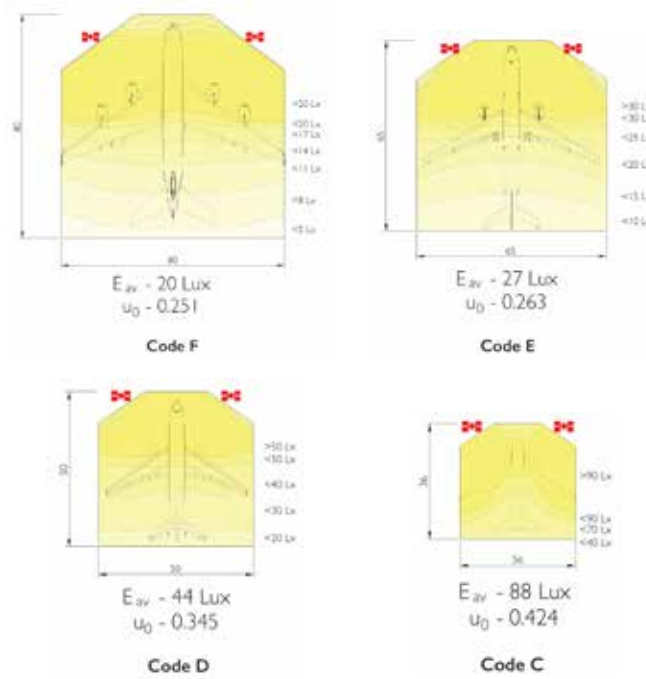 80
>20 Lx
<20 Lx
<17 Lx
<14 Lx
<11 Lx
<8 Lx
<5 Lx
80
E av - 20 Lux
u0 - 0.251
Code F
65
>30 Lx
<30 Lx
<25 Lx
<20 Lx
<15 Lx
<10 Lx
65
E av - 27 Lux
u0 - 0.263
Code E
50
>50 Lx
<50 Lx
<40 Lx
<30 Lx
<20 Lx
50
E av - 44 Lux
u0 - 0.345
Code D
36
>90 Lx
<90 Lx
<70 Lx
<40 Lx
36
E av - 88 Lux
u0 - 0.424
Code C